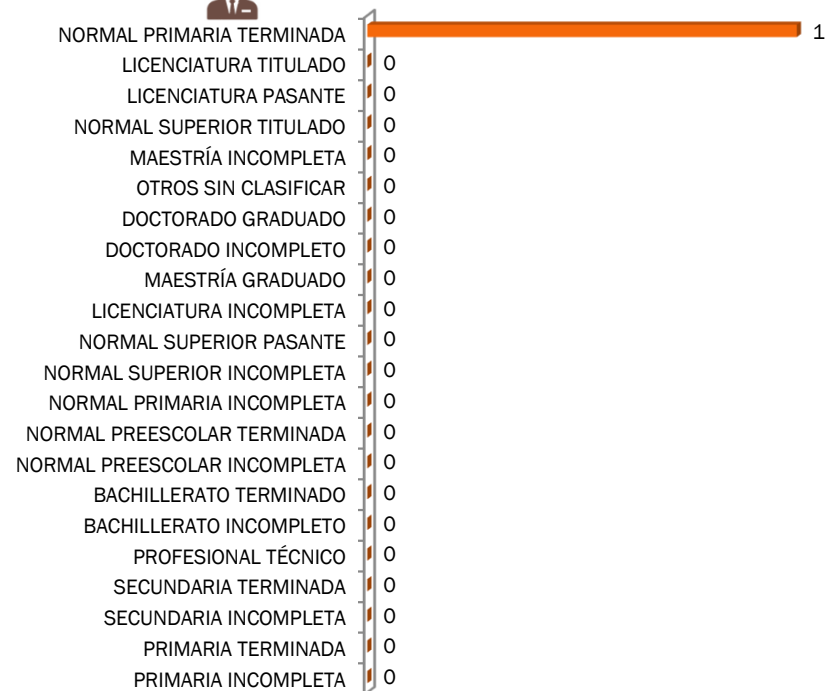 NORMAL PRIMARIA TERMINADA 1
LICENCIATURA TITULADO 0
LICENCIATURA PASANTE 0
NORMAL SUPERIOR TITULADO 0
MAESTRÍA INCOMPLETA 0
OTROS SIN CLASIFICAR 0
DOCTORADO GRADUADO 0
DOCTORADO INCOMPLETO 0
MAESTRÍA GRADUADO 0
LICENCIATURA INCOMPLETA 0
NORMAL SUPERIOR PASANTE 0
NORMAL SUPERIOR INCOMPLETA 0
NORMAL PRIMARIA INCOMPLETA 0
NORMAL PREESCOLAR TERMINADA 0
NORMAL PREESCOLAR INCOMPLETA 0
BACHILLERATO TERMINADO 0
BACHILLERATO INCOMPLETO 0
PROFESIONAL TÉCNICO 0
SECUNDARIA TERMINADA 0
SECUNDARIA INCOMPLETA 0
PRIMARIA TERMINADA 0
PRIMARIA INCOMPLETA 0